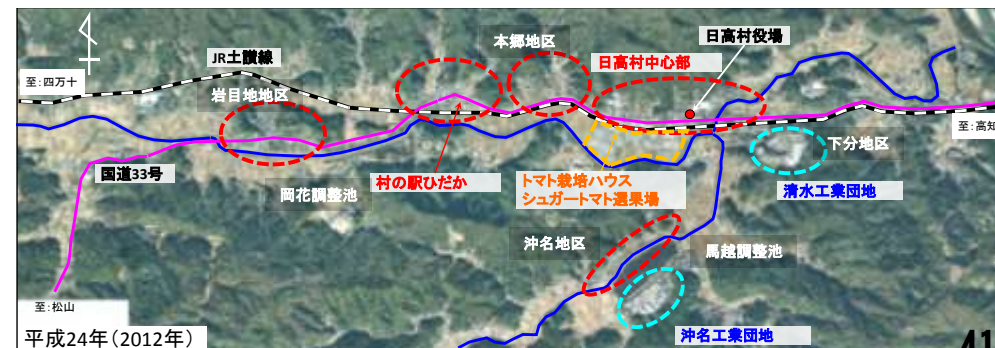 本郷地区
日高村役場
JR土讃線
日高村中心部
至:四万十
岩目地地区
至:高知
下分地区
国道33号
村の駅ひだか
トマト栽培ハウス
シュガートマト選果場
清水工業団地
岡花調整池
沖名地区
馬越調整池
至:松山
平成24年(2012年)
沖名工業団地
41